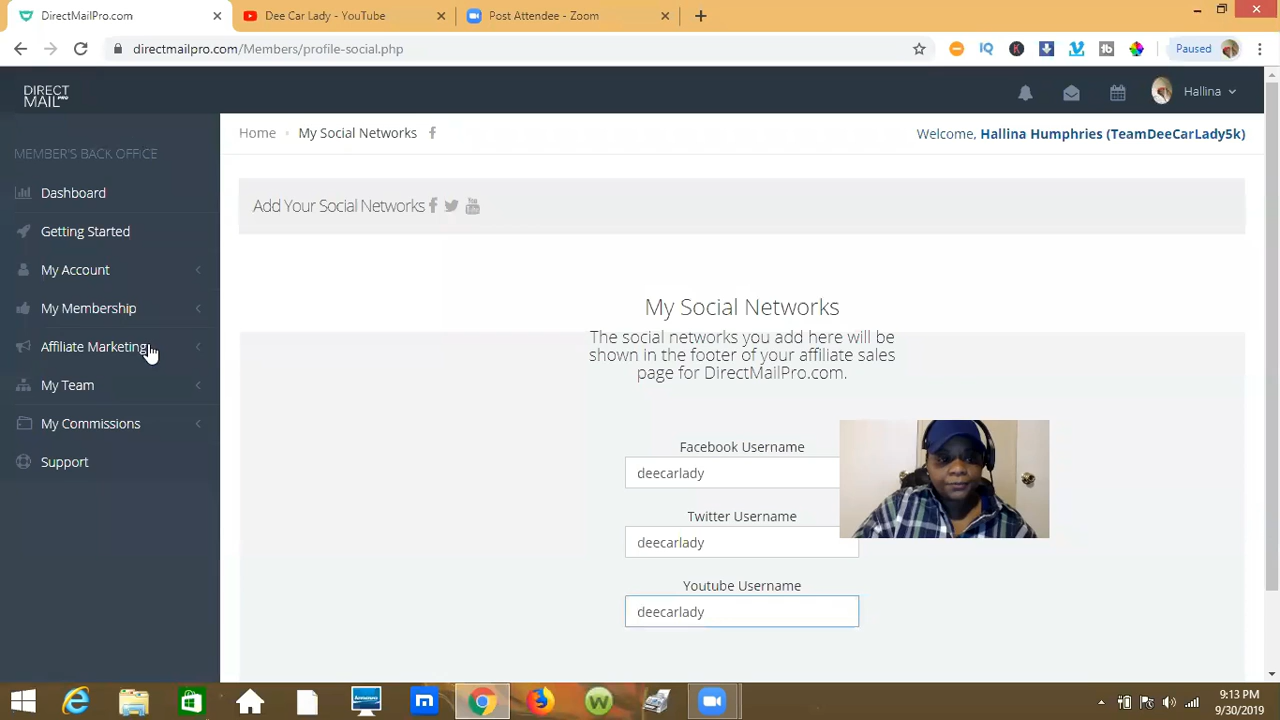 DirectMailPro.com
Dee Car Lady - YouTube
Post Attendee - Zoom
directmailpro.com/Members/profile-social.php
Paused
DIRECT
MAIL PRO
Hallina
MEMBER'S BACK OFFICE
Dashboard
Getting Started
My Account
My Membership
Affiliate Marketing
My Team
My Commissions
Support
Home
My Social Networks
Welcome, Hallina Humphries (TeamDeeCarLady5k)
Add Your Social Networks
My Social Networks
The social networks you add here will be
shown in the footer of your affiliate sales
page for DirectMailPro.com.
Facebook Username
deecarlady
Twitter Username
deecarlady
Youtube Username
deecarlady
9:13 PM
9/30/2019